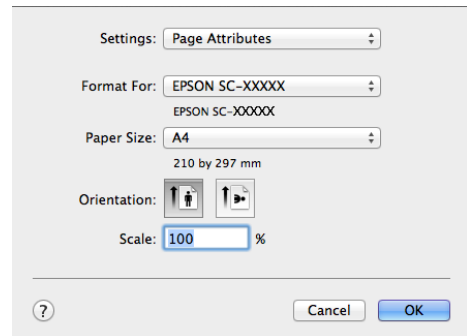 Settings: Page Attributes
Format For: EPSON SC-XXXXX
EPSON SC-XXXXX
Paper Size: A4
210 by 297 mm
Orientation:
Scale: 100 %
? Cancel OK